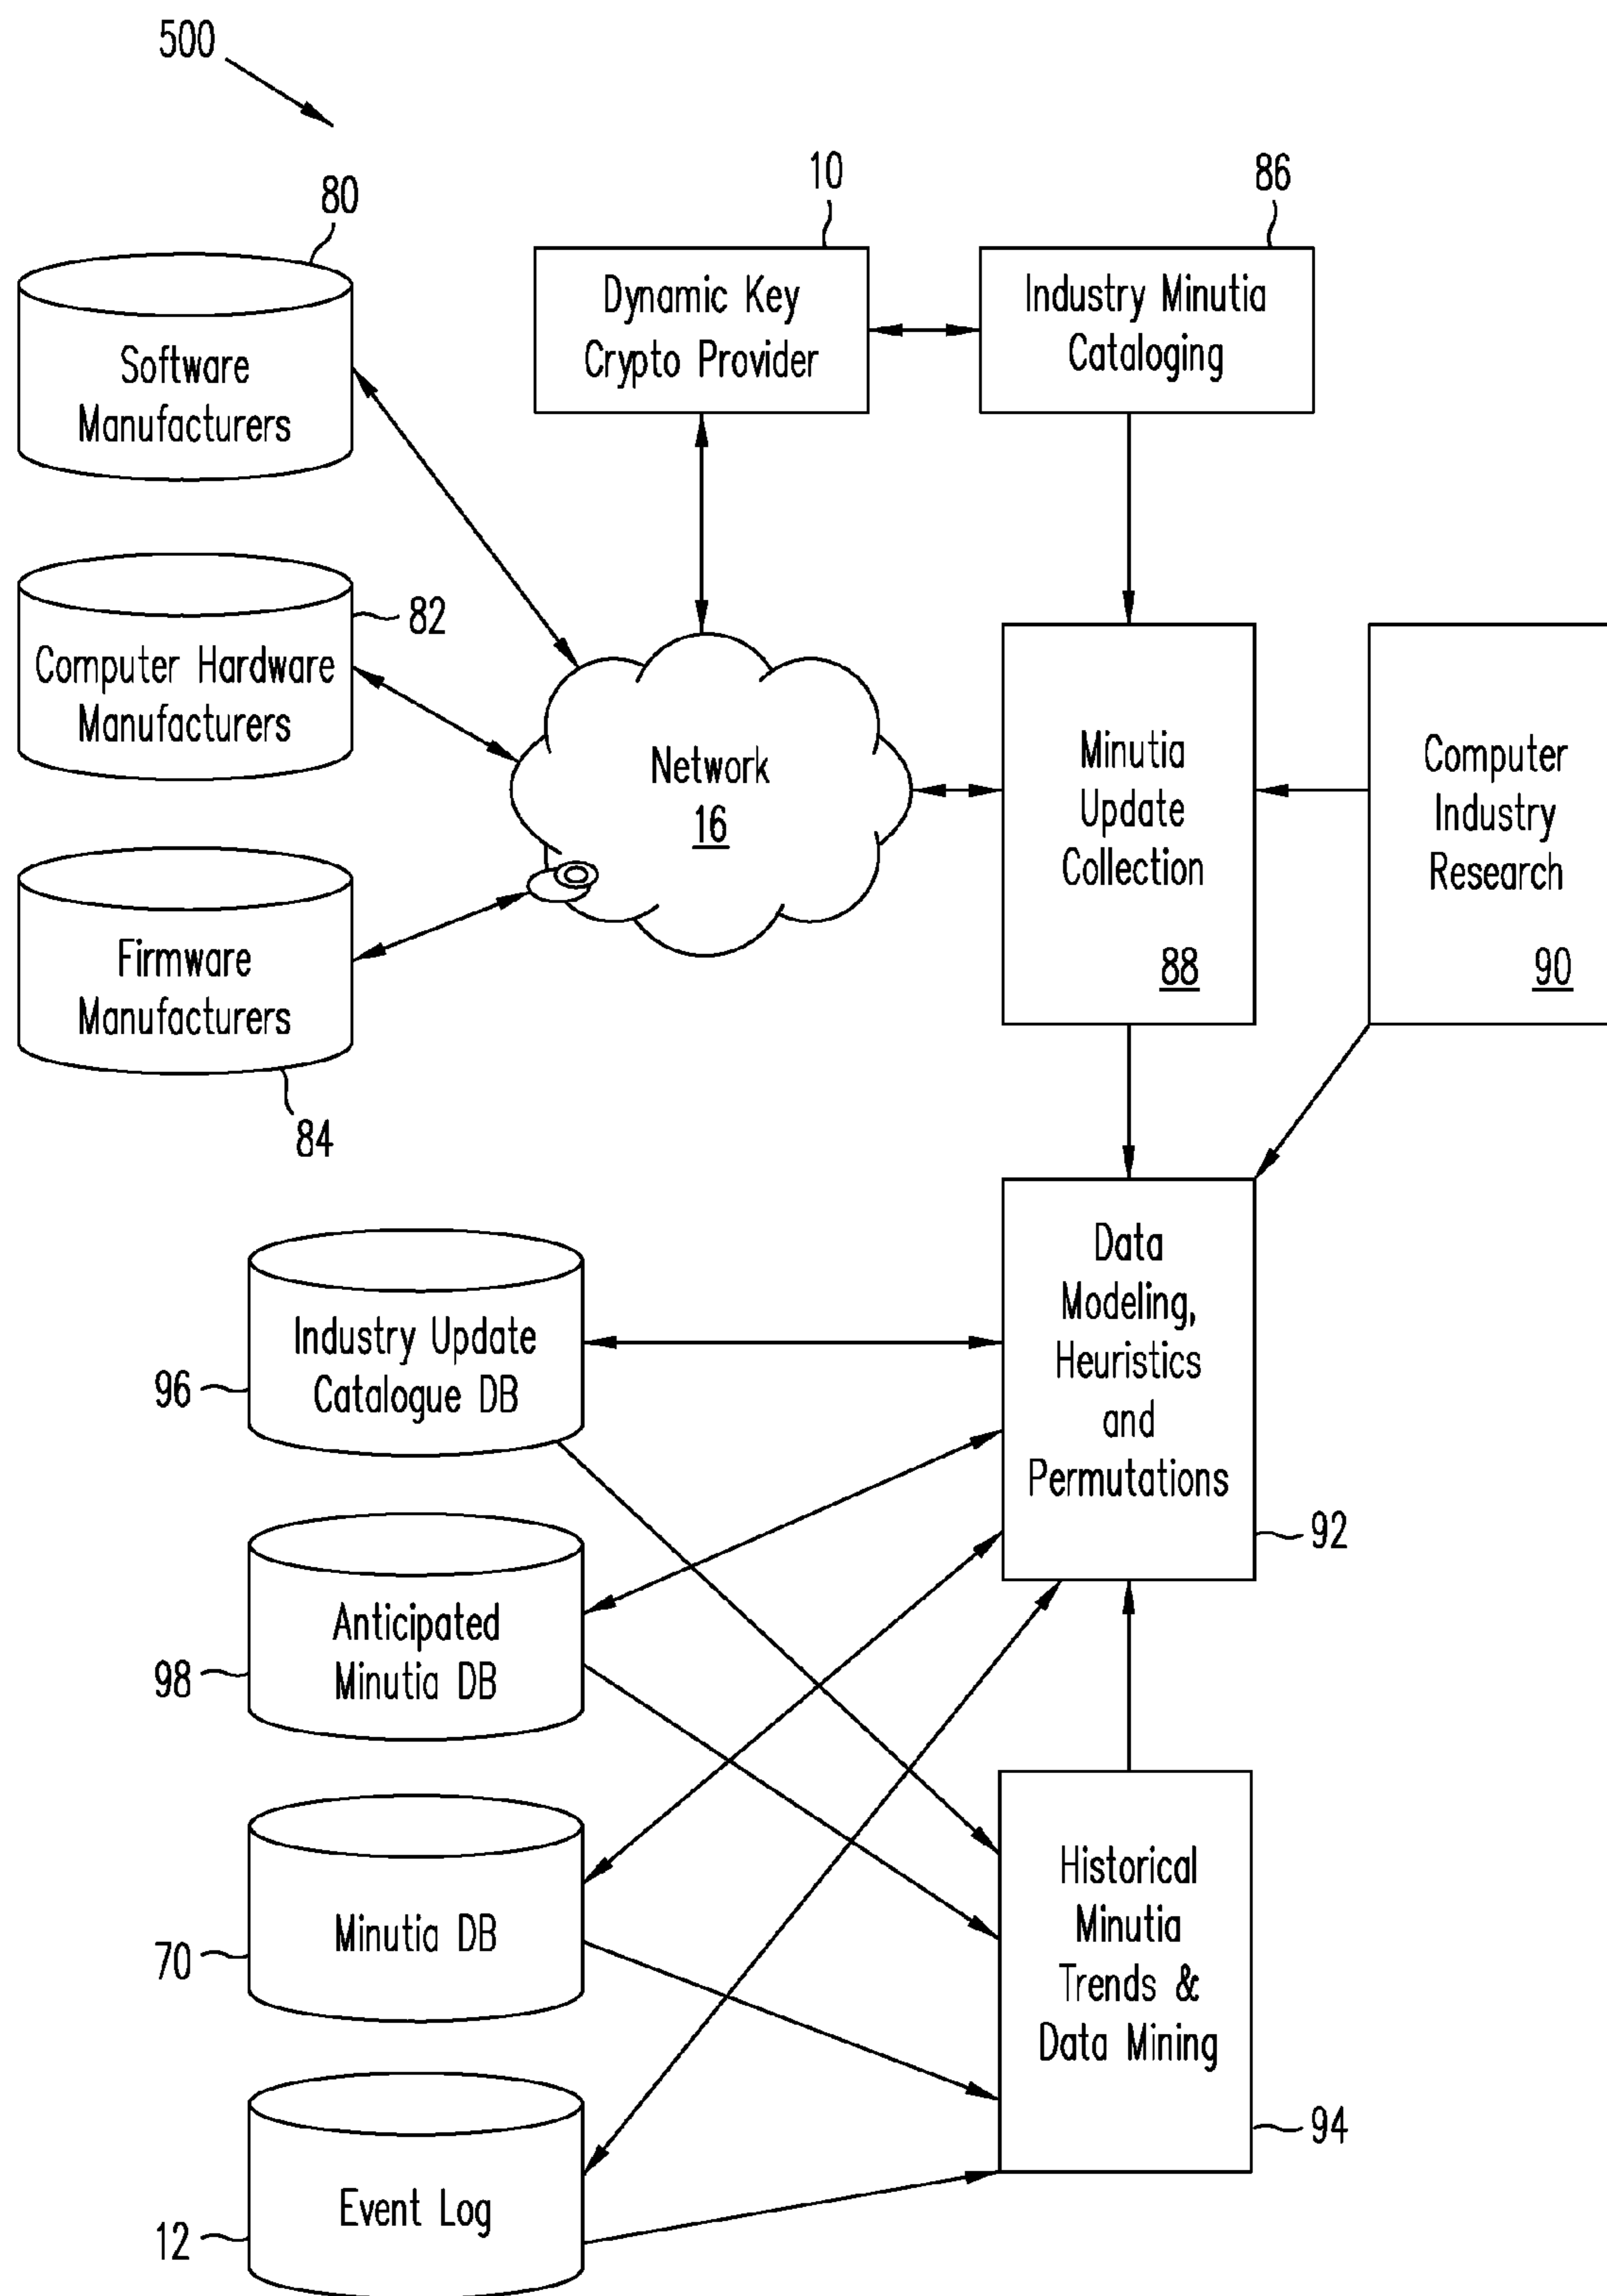 500
80
Software
Manufacturers
10
Dynamic Key
Crypto Provider
86
Industry Minutia
Cataloging
82
Computer Hardware
Manufacturers
Network
16
Minutia
Update
Collection
88
Computer
Industry
Research
90
Firmware
Manufacturers
84
Data
Modeling,
Heuristics
and
Permutations
92
Industry Update
Catalogue DB
96
Anticipated
Minutia DB
98
Minutia DB
70
Historical
Minutia
Trends &
Data Mining
94
Event Log
12